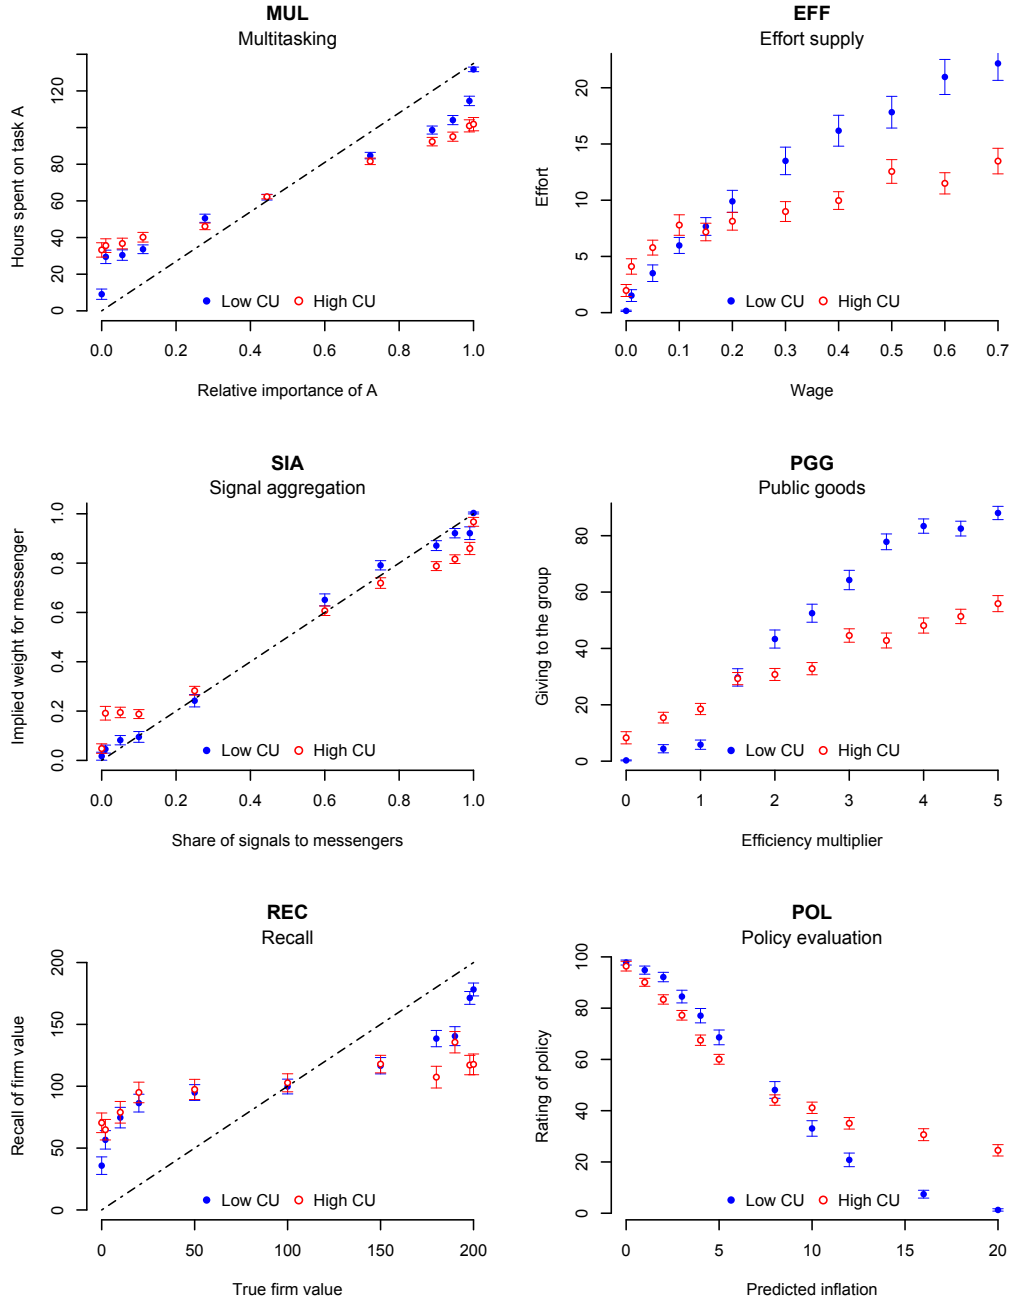 MUL
Multitasking
Hours spent on task A
0 20 40 60 80 120
Low CU High CU
0.0 0.2 0.4 0.6 0.8 1.0
Relative importance of A
EFF
Effort supply
Effort
0 5 10 15 20
Low CU High CU
0.0 0.1 0.2 0.3 0.4 0.5 0.6 0.7
Wage
SIA
Signal aggregation
Implied weight for messenger
0.0 0.2 0.4 0.6 0.8 1.0
Low CU High CU
0.0 0.2 0.4 0.6 0.8 1.0
Share of signals to messengers
PGG
Public goods
Giving to the group
0 20 40 60 80
Low CU High CU
0 1 2 3 4 5
Efficiency multiplier
REC
Recall
Recall of firm value
0 50 100 150 200
Low CU High CU
0 50 100 150 200
True firm value
POL
Policy evaluation
Rating of policy
0 20 40 60 80 100
Low CU High CU
0 5 10 15 20
Predicted inflation